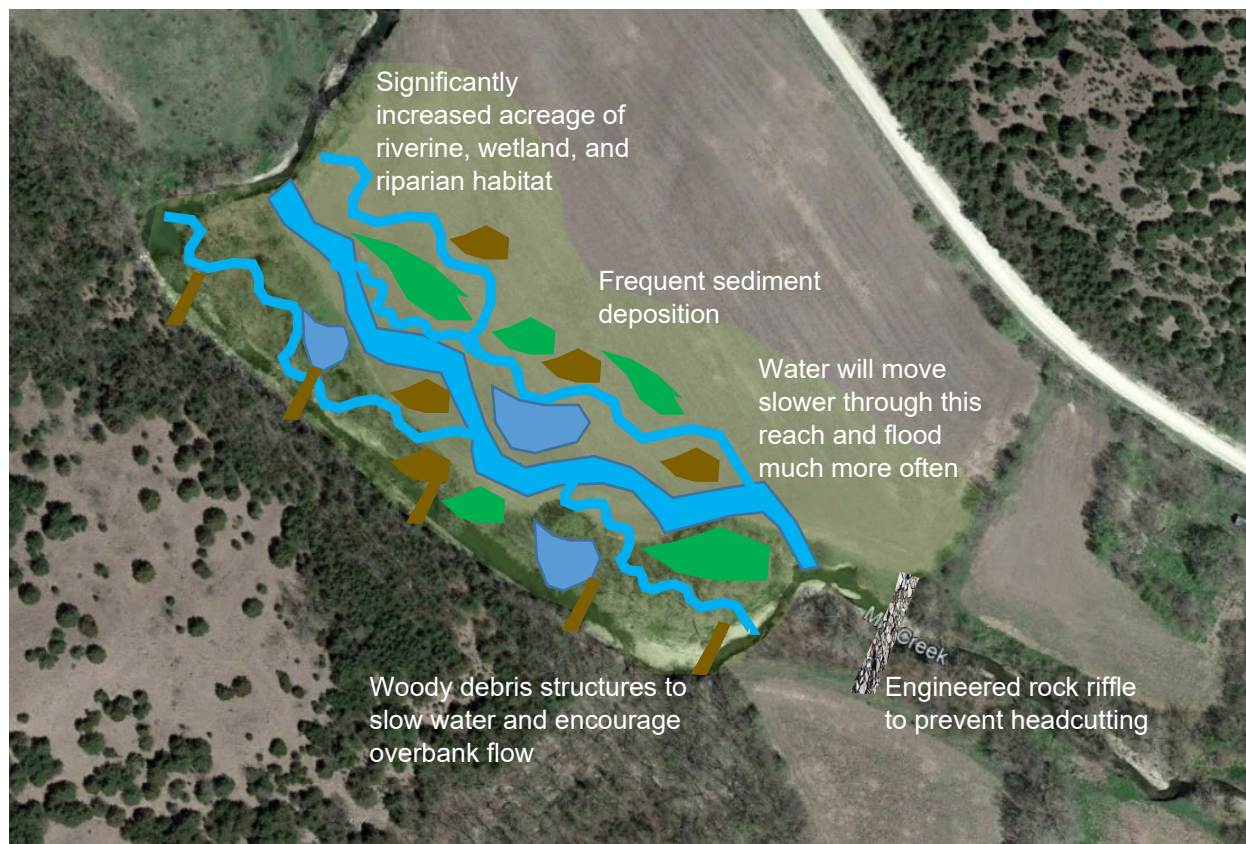 Significantly
increased acreage of
riverine, wetland, and
riparian habitat
Frequent sediment
deposition
Water will move
slower through this
reach and flood
much more often
Creek
Woody debris structures to
slow water and encourage
overbank flow
Engineered rock riffle
to prevent headcutting